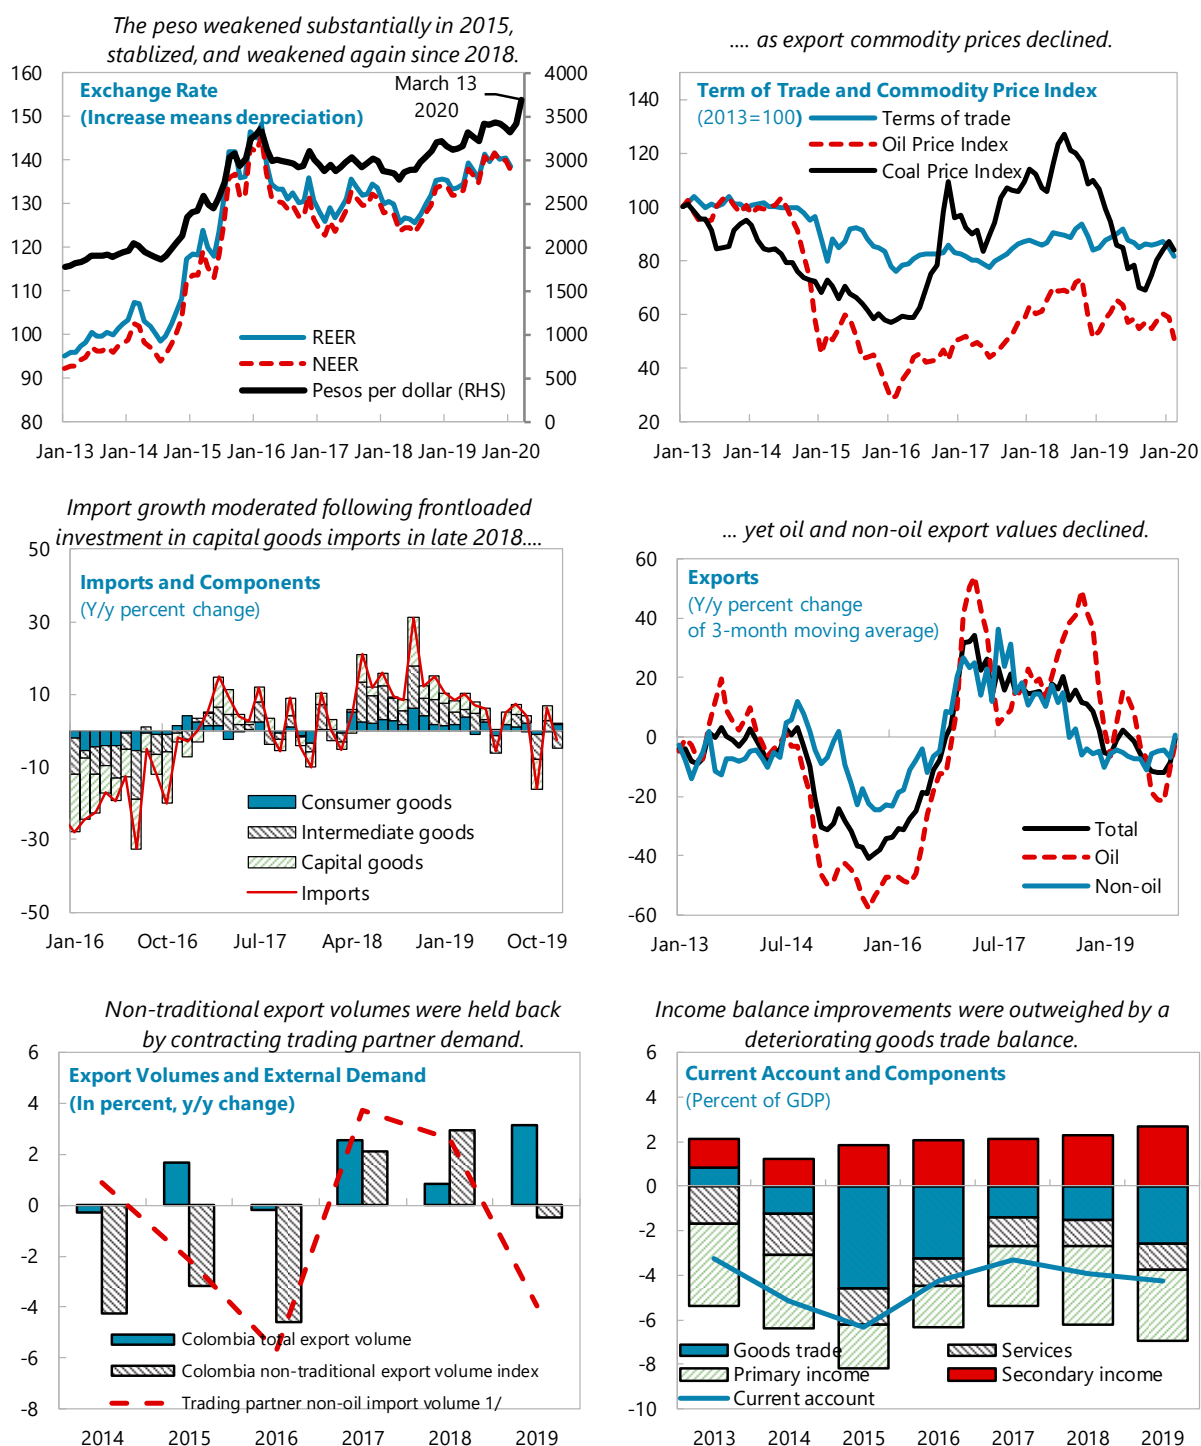 The peso weakened substantially in 2015,
stablized, and weakened again since 2018.
160
150
140
130
120
110
100
90
80
4000
3500
3000
2500
2000
1500
1000
500
0
Exchange Rate
(Increase means depreciation)
March 13
2020
REER
NEER
Pesos per dollar (RHS)
Jan-13 Jan-14 Jan-15 Jan-16 Jan-17 Jan-18 Jan-19 Jan-20
.... as export commodity prices declined.
140
120
100
80
60
40
20
Term of Trade and Commodity Price Index
(2013=100)
Terms of trade
Oil Price Index
Coal Price Index
Jan-13 Jan-14 Jan-15 Jan-16 Jan-17 Jan-18 Jan-19 Jan-20
Import growth moderated following frontloaded
investment in capital goods imports in late 2018....
50
30
10
-10
-30
-50
Imports and Components
(Y/y percent change)
Consumer goods
Intermediate goods
Capital goods
Imports
Jan-16 Oct-16 Jul-17 Apr-18 Jan-19 Oct-19
... yet oil and non-oil export values declined.
60
40
20
0
-20
-40
-60
Exports
(Y/y percent change
of 3-month moving average)
Total
Oil
Non-oil
Jan-13 Jul-14 Jan-16 Jul-17 Jan-19
Non-traditional export volumes were held back
by contracting trading partner demand.
6
4
2
0
-2
-4
-6
-8
Export Volumes and External Demand
(In percent, y/y change)
Colombia total export volume
Colombia non-traditional export volume index
Trading partner non-oil import volume 1/
2014 2015 2016 2017 2018 2019
Income balance improvements were outweighed by a
deteriorating goods trade balance.
6
4
2
0
-2
-4
-6
-8
-10
Current Account and Components
(Percent of GDP)
Goods trade
Services
Primary income
Secondary income
Current account
2013 2014 2015 2016 2017 2018 2019